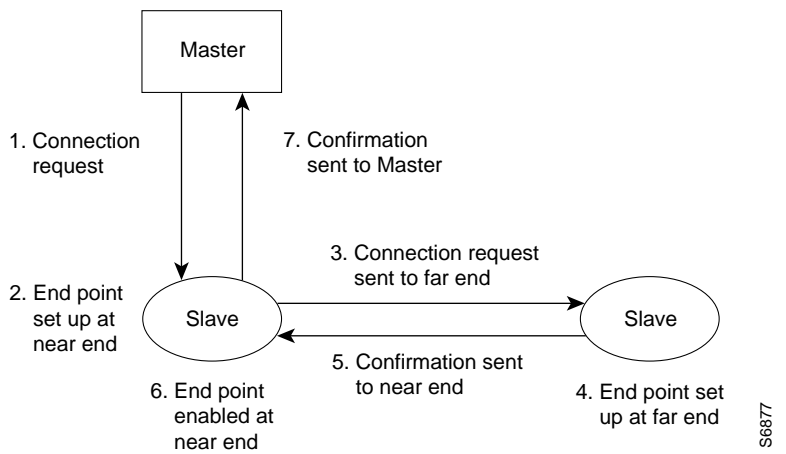 Master
1. Connection
request
7. Confirmation
sent to Master
3. Connection request
sent to far end
2. End point
set up at
near end
Slave
Slave
5. Confirmation sent
to near end
6. End point
enabled at
near end
4. End point set
up at far end
S6877